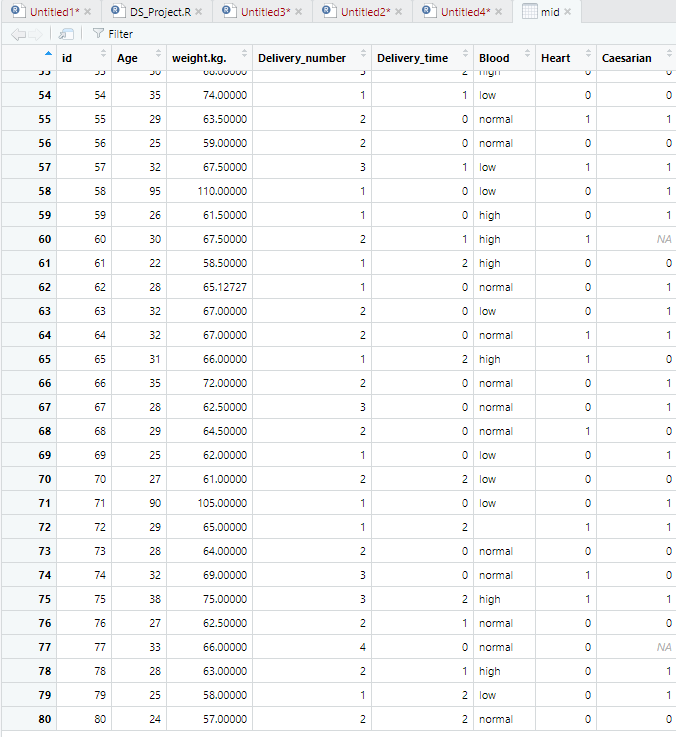 Untitled1* DS_Project.R Untitled3* Untitled2* Untitled4* mid
Filter
id Age weight.kg. Delivery_number Delivery_time Blood Heart Caesarian
53 53 30 68.00000 3 2 high 0 0
54 54 35 74.00000 1 1 low 0 0
55 55 29 63.50000 2 0 normal 1 1
56 56 25 59.00000 2 0 normal 0 0
57 57 32 67.50000 3 1 low 1 1
58 58 95 110.00000 1 0 low 0 1
59 59 26 61.50000 1 0 high 0 1
60 60 30 67.50000 2 1 high 1 NA
61 61 22 58.50000 1 2 high 0 0
62 62 28 65.12727 1 0 normal 0 1
63 63 32 67.00000 2 0 low 0 1
64 64 32 67.00000 2 0 normal 1 1
65 65 31 66.00000 1 2 high 1 0
66 66 35 72.00000 2 0 normal 0 1
67 67 28 62.50000 3 0 normal 0 1
68 68 29 64.50000 2 0 normal 1 0
69 69 25 62.00000 1 0 low 0 1
70 70 27 61.00000 2 2 low 0 0
71 71 90 105.00000 1 0 low 0 1
72 72 29 65.00000 1 2 1 1
73 73 28 64.00000 2 0 normal 0 0
74 74 32 69.00000 3 0 normal 1 0
75 75 38 75.00000 3 2 high 1 1
76 76 27 62.50000 2 1 normal 0 0
77 77 33 66.00000 4 0 normal 0 NA
78 78 28 63.00000 2 1 high 0 1
79 79 25 58.00000 1 2 low 0 1
80 80 24 57.00000 2 2 normal 0 0